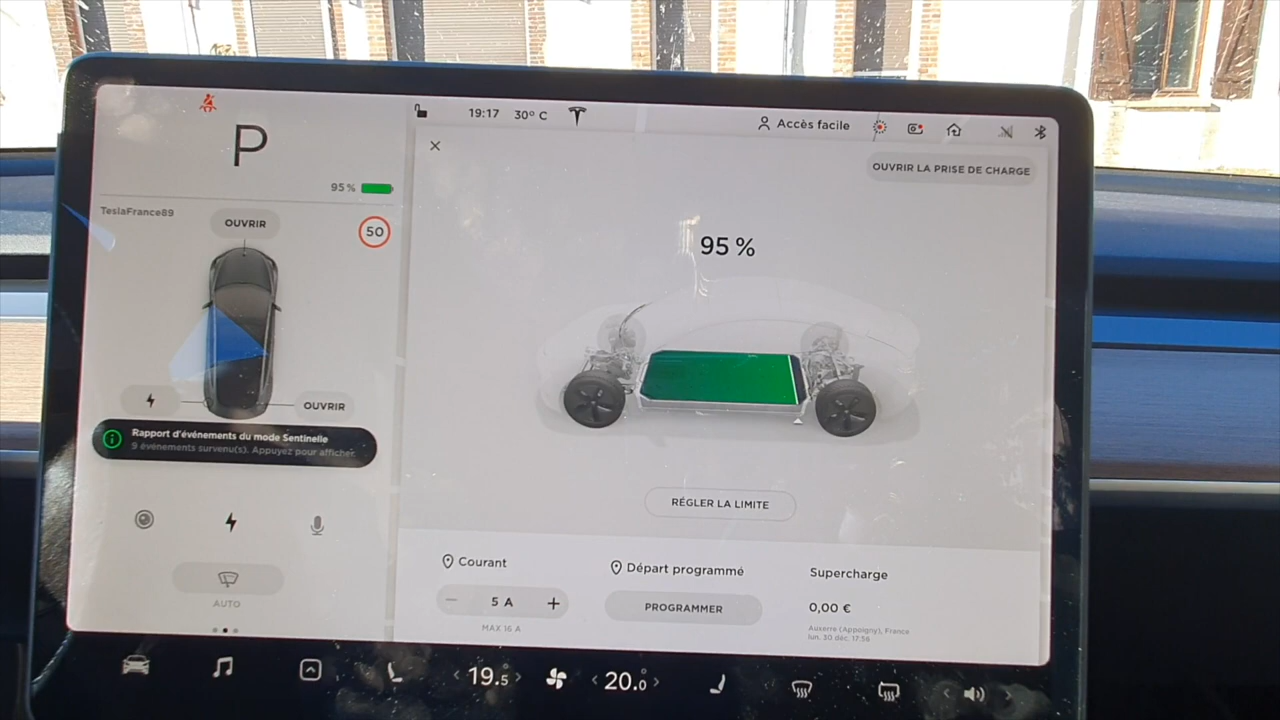 P
19:17 30° C
Accès facile
95 %
TeslaFrance89
OUVRIR
50
OUVRIR
Rapport d'événements du mode Sentinelle
9 événements survenu(s). Appuyez pour afficher.
AUTO
OUVRIR LA PRISE DE CHARGE
95 %
RÉGLER LA LIMITE
Courant
5 A
MAX 16 A
Départ programmé
PROGRAMMER
Supercharge
0,00 €
Auxerre (Appoigny), France
lun. 30 déc. 17:56
19.5
20.0